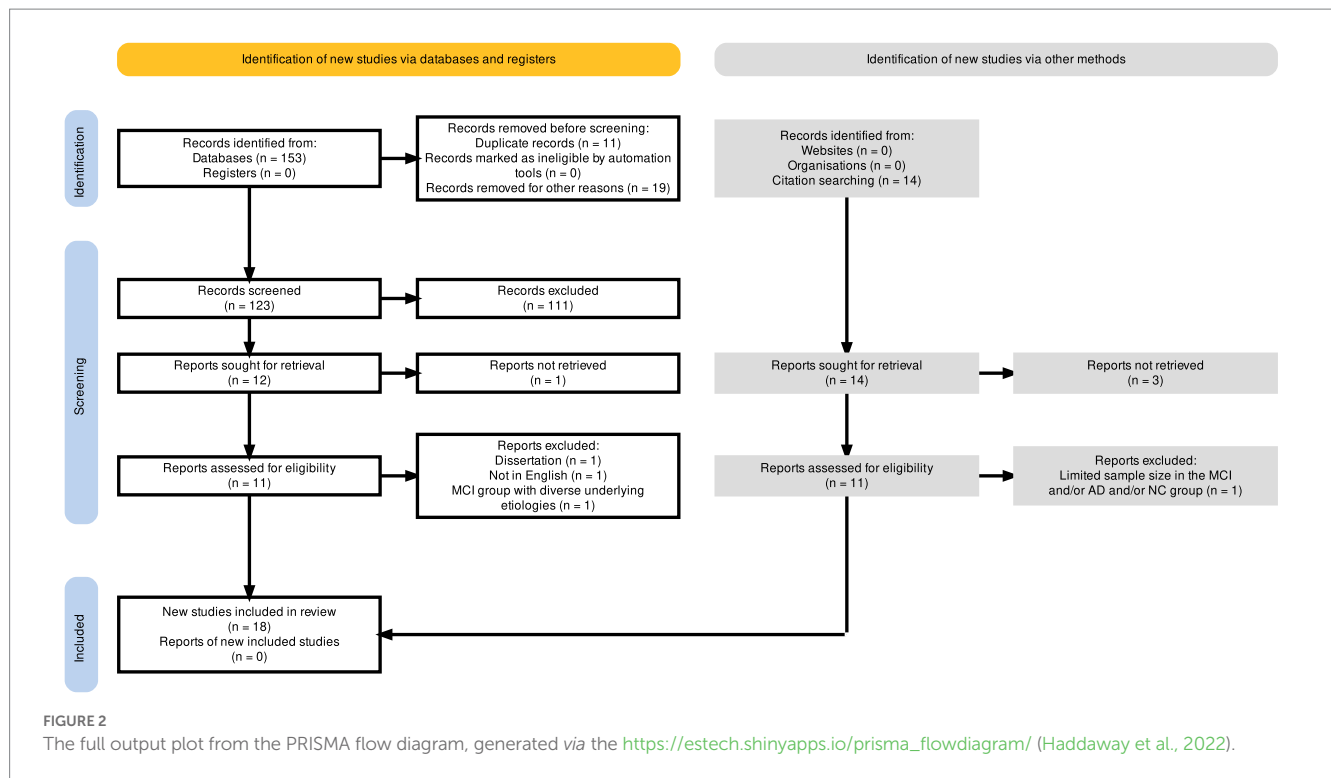 Identification of new studies via databases and registers
Identification of new studies via other methods
Identification
Records identified from:
Databases (n = 153)
Registers (n = 0)
Records removed before screening:
Duplicate records (n = 11)
Records marked as ineligible by automation
tools (n = 0)
Records removed for other reasons (n = 19)
Records identified from:
Websites (n = 0)
Organisations (n = 0)
Citation searching (n = 14)
Screening
Records screened
(n = 123)
Records excluded
(n = 111)
Reports sought for retrieval
(n = 12)
Reports not retrieved
(n = 1)
Reports sought for retrieval
(n = 14)
Reports not retrieved
(n = 3)
Reports assessed for eligibility
(n = 11)
Reports excluded:
Dissertation (n = 1)
Not in English (n = 1)
MCI group with diverse underlying
etiologies (n = 1)
Reports assessed for eligibility
(n = 11)
Reports excluded:
Limited sample size in the MCI
and/or AD and/or NC group (n = 1)
Included
New studies included in review
(n = 18)
Reports of new included studies
(n = 0)
FIGURE 2
The full output plot from the PRISMA flow diagram, generated via the https://estech.shinyapps.io/prisma_flowdiagram/ (Haddaway et al., 2022).